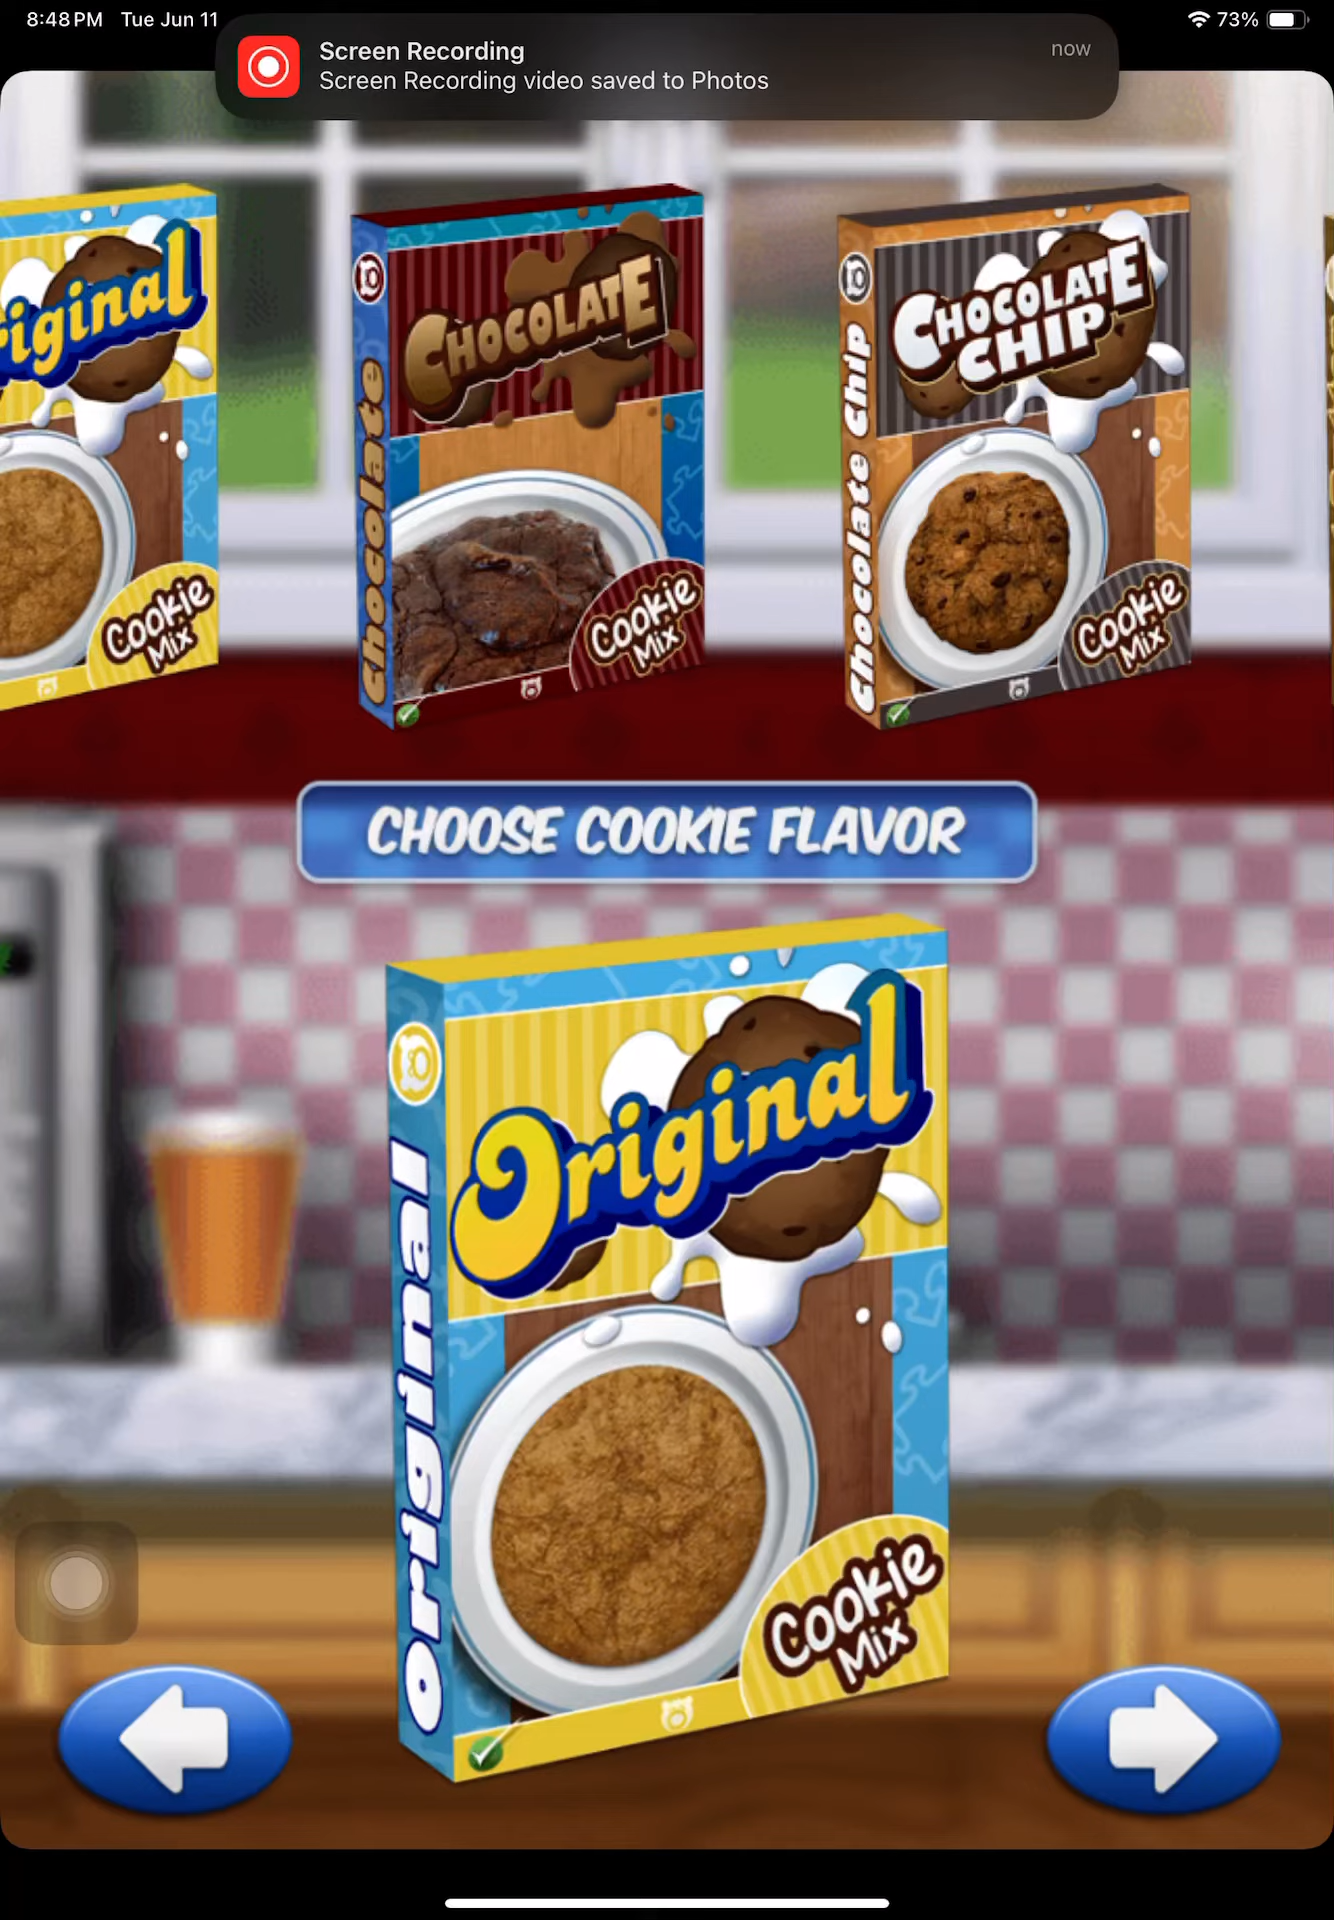 8:48 PM Tue Jun 11
73%
Screen Recording
now
Screen Recording video saved to Photos
Original
Cookie
Mix
Chocolate
CHOCOLATE
Cookie
Mix
Chocolate Chip
CHOCOLATE
CHIP
Cookie
Mix
CHOOSE COOKIE FLAVOR
Original
Original
Cookie
Mix